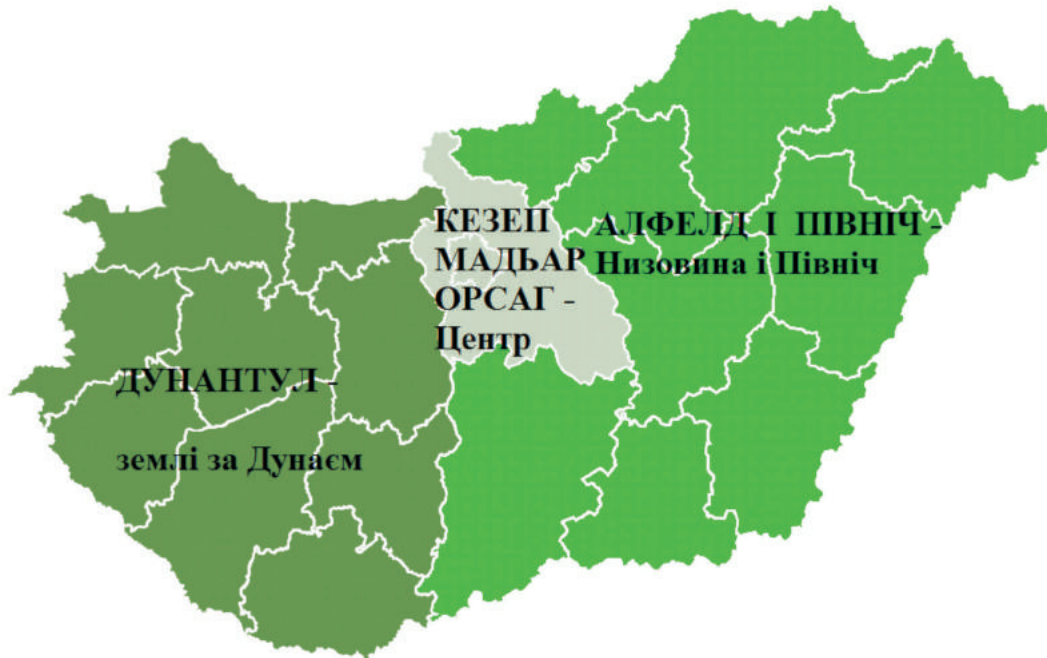 КЕЗЕП
МАДЬАР
ОРСАГ -
Центр
АЛФЕЛД І ПІВНІЧ -
Низовина і Північ
ДУНАНТУЛ -
землі за Дунаєм